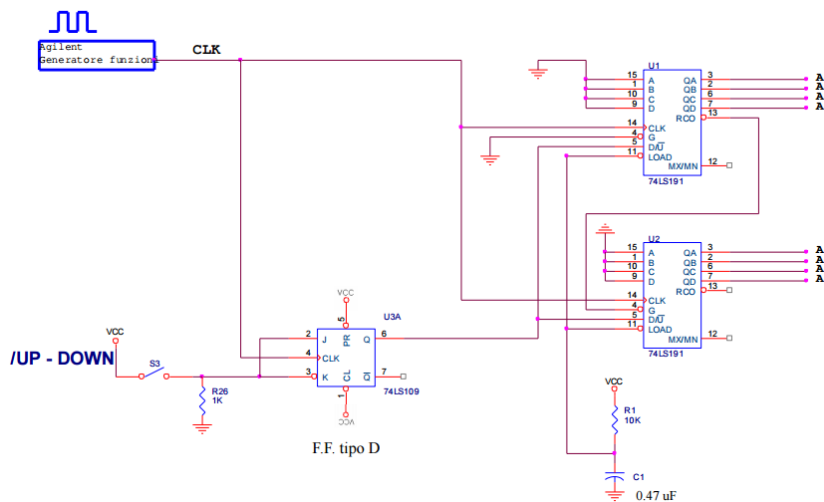 Agilent
Generatore funzioni
CLK
U1
15 A QA 3 A
1 B QB 2 A
10 C QC 6 A
9 D QD 7 A
RCO 13
14 CLK
4 G
5 D/U
11 LOAD
MX/MN 12
74LS191
U2
15 A QA 3 A
1 B QB 2 A
10 C QC 6 A
9 D QD 7 A
RCO 13
14 CLK
4 G
5 D/U
11 LOAD
MX/MN 12
74LS191
VCC
U3A
5
2 J PR Q 6
4 CLK
3 K CL Q 7
1
74LS109
VCC
F.F. tipo D
VCC
/UP - DOWN
S3
R26
1K
VCC
R1
10K
C1
0.47 uF